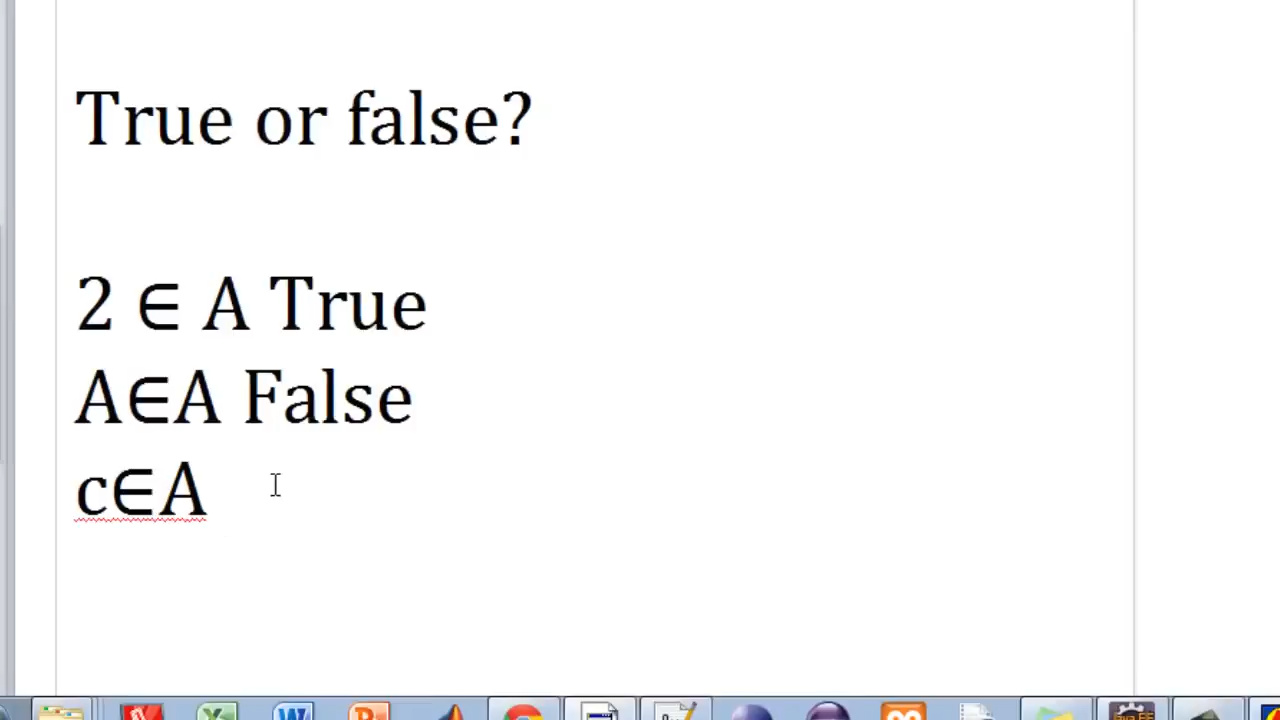 True or false?
2 ∈ A True
A∈A False
c∈A